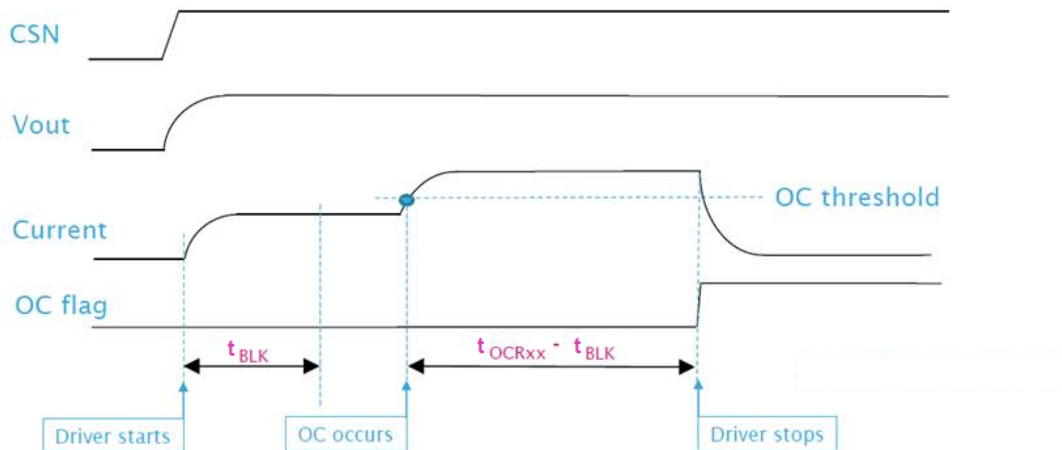 CSN
Vout
OC threshold
Current
OC flag
tBLK
tOCRxx - tBLK
Driver starts
OC occurs
Driver stops